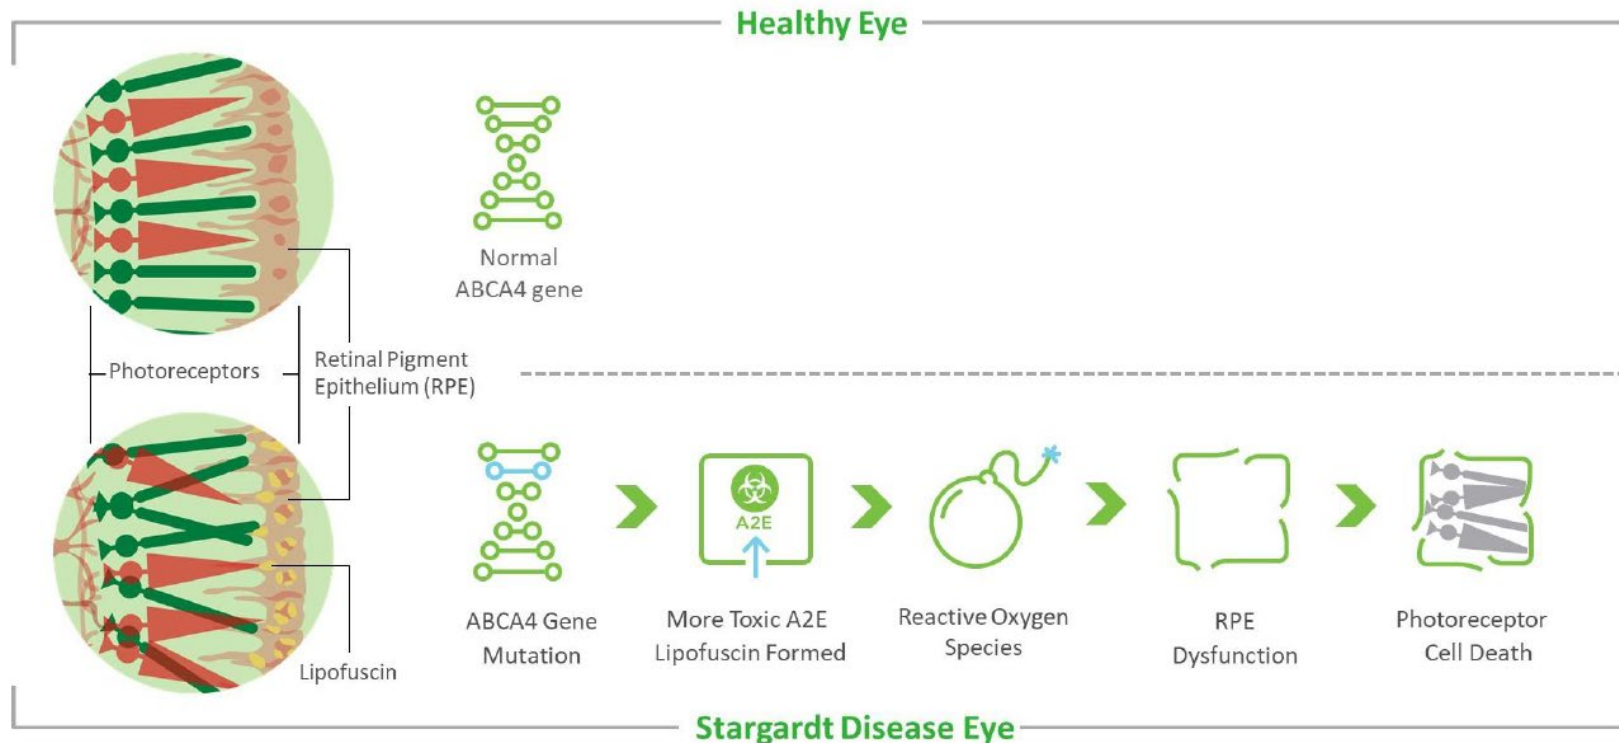 Healthy Eye
Normal
ABCA4 gene
Photoreceptors
Retinal Pigment
Epithelium (RPE)
A2E
ABCA4 Gene
Mutation
More Toxic A2E
Lipofuscin Formed
Reactive Oxygen
Species
RPE
Dysfunction
Photoreceptor
Cell Death
Lipofuscin
Stargardt Disease Eye